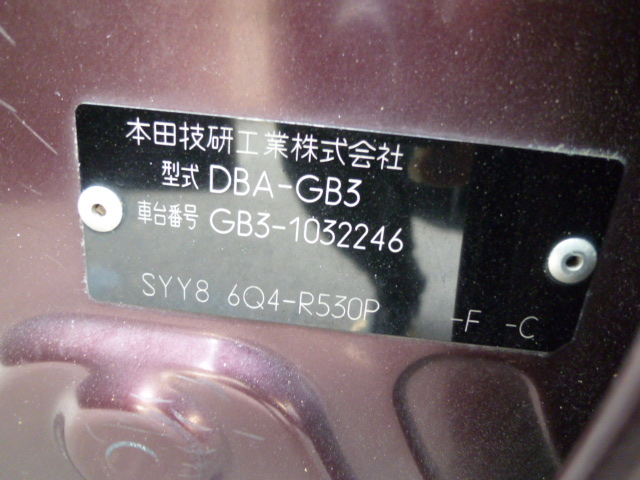 本田技研工業株式会社
型式 DBA-GB3
車台番号 GB3-1032246
SYY8 6Q4-R530P -F -C